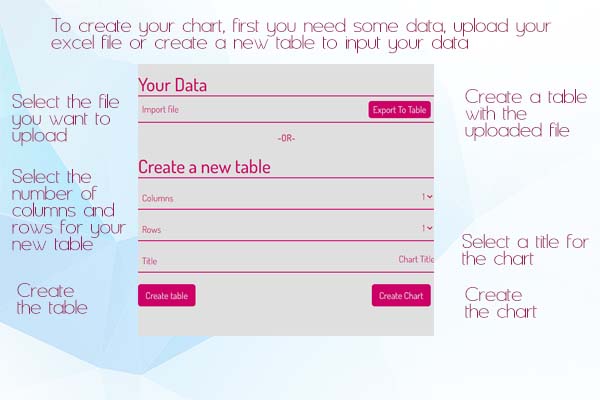 To create your chart, first you need some data, upload your
excel file or create a new table to input your data
Select the file
you want to
upload
Select the
number of
columns and
rows for your
new table
Create
the table
Your Data
Import file
Export To Table
-OR-
Create a new table
Columns
1
Rows
1
Title
Chart Title
Create table
Create Chart
Create a table
with the
uploaded file
Select a title for
the chart
Create
the chart